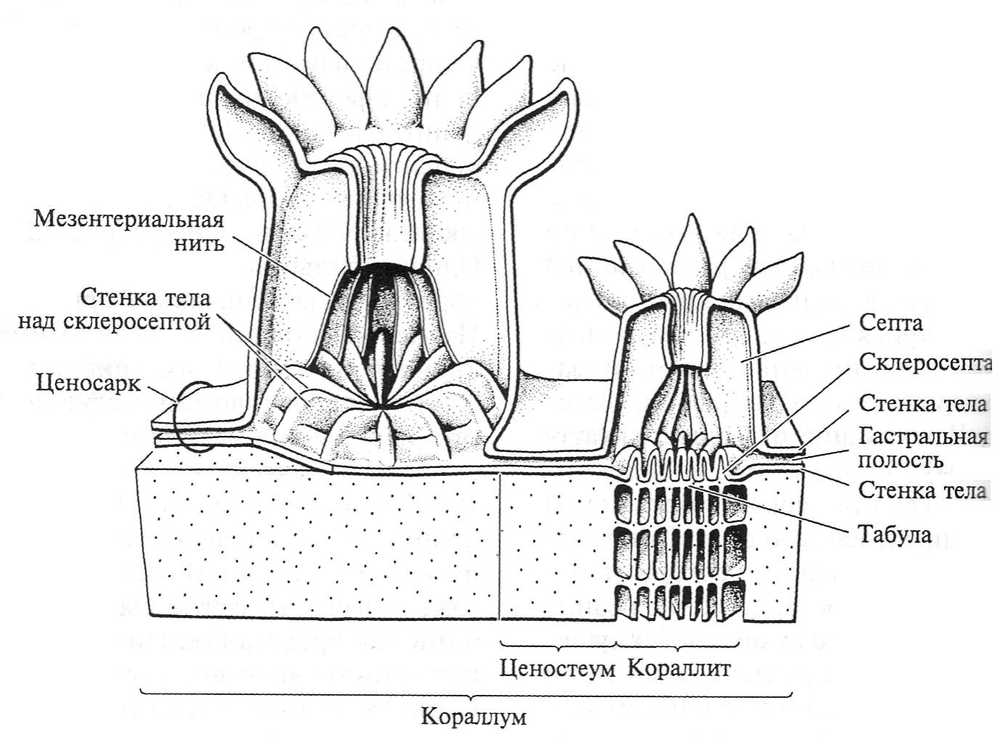 Мезентериальная
нить
Стенка тела
над склеросептой
Ценосарк
Септа
Склеросепта
Стенка тела
Гастральная
полость
Стенка тела
Табула
Ценостеум
Кораллит
Кораллум